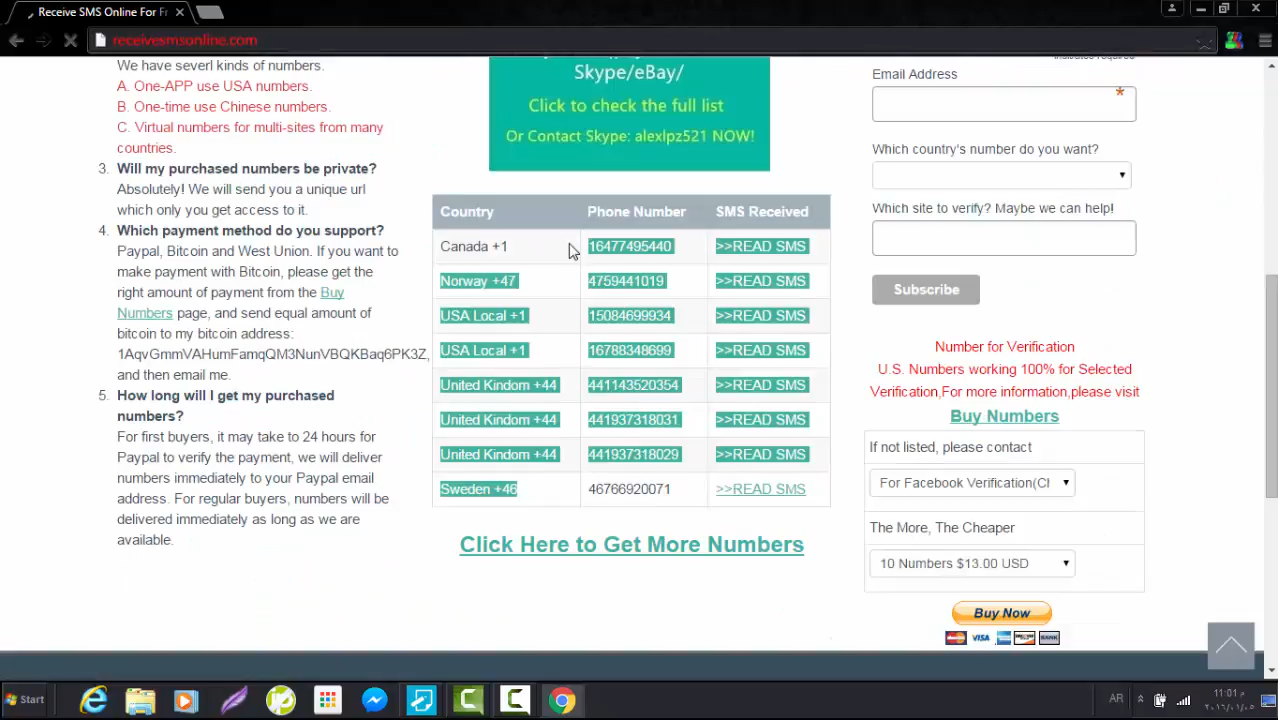 Receive SMS Online For Fr
receivesmsonline.com
We have severl kinds of numbers.
A. One-APP use USA numbers.
B. One-time use Chinese numbers.
C. Virtual numbers for multi-sites from many
countries.
3. Will my purchased numbers be private?
Absolutely! We will send you a unique url
which only you get access to it.
4. Which payment method do you support?
Paypal, Bitcoin and West Union. If you want to
make payment with Bitcoin, please get the
right amount of payment from the Buy
Numbers page, and send equal amount of
bitcoin to my bitcoin address:
1AqvGmmVAHumFamqQM3NunVBQKBaq6PK3Z,
and then email me.
5. How long will I get my purchased
numbers?
For first buyers, it may take to 24 hours for
Paypal to verify the payment, we will deliver
numbers immediately to your Paypal email
address. For regular buyers, numbers will be
delivered immediately as long as we are
available.
Skype/eBay/
Click to check the full list
Or Contact Skype: alexlpz521 NOW!
Country Phone Number SMS Received
Canada +1 16477495440 >>READ SMS
Norway +47 4759441019 >>READ SMS
USA Local +1 15084699934 >>READ SMS
USA Local +1 16788348699 >>READ SMS
United Kindom +44 441143520354 >>READ SMS
United Kindom +44 441937318031 >>READ SMS
United Kindom +44 441937318029 >>READ SMS
Sweden +46 46766920071 >>READ SMS
Click Here to Get More Numbers
Email Address
*
Which country's number do you want?
Which site to verify? Maybe we can help!
Subscribe
Number for Verification
U.S. Numbers working 100% for Selected
Verification,For more information,please visit
Buy Numbers
If not listed, please contact
For Facebook Verification(Cl
The More, The Cheaper
10 Numbers $13.00 USD
Buy Now
VISA
BANK
Start
AR
١١:٠١ م